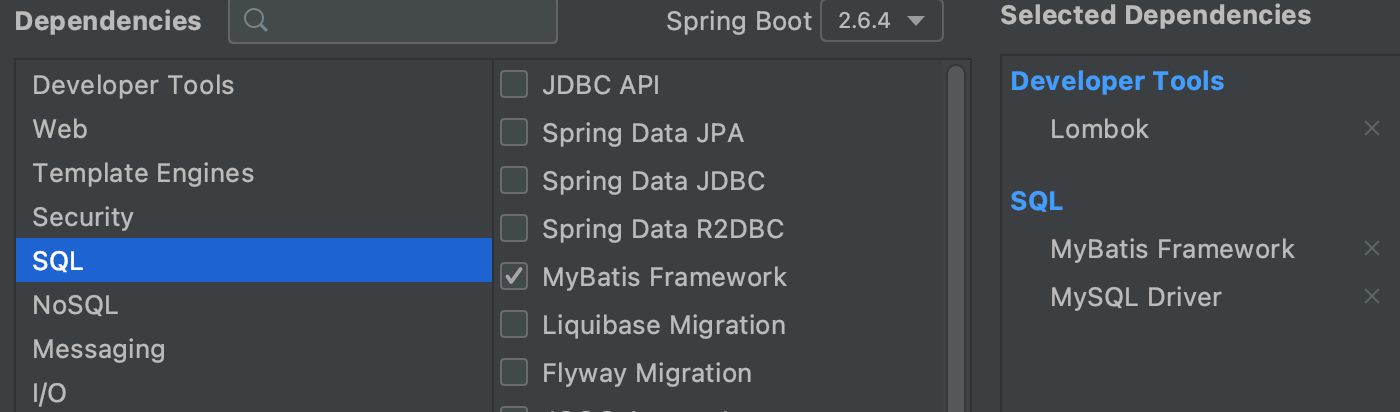 Dependencies
Spring Boot 2.6.4
Selected Dependencies
Developer Tools
Web
Template Engines
Security
SQL
NoSQL
Messaging
I/O
JDBC API
Spring Data JPA
Spring Data JDBC
Spring Data R2DBC
MyBatis Framework
Liquibase Migration
Flyway Migration
Developer Tools
Lombok
SQL
MyBatis Framework
MySQL Driver